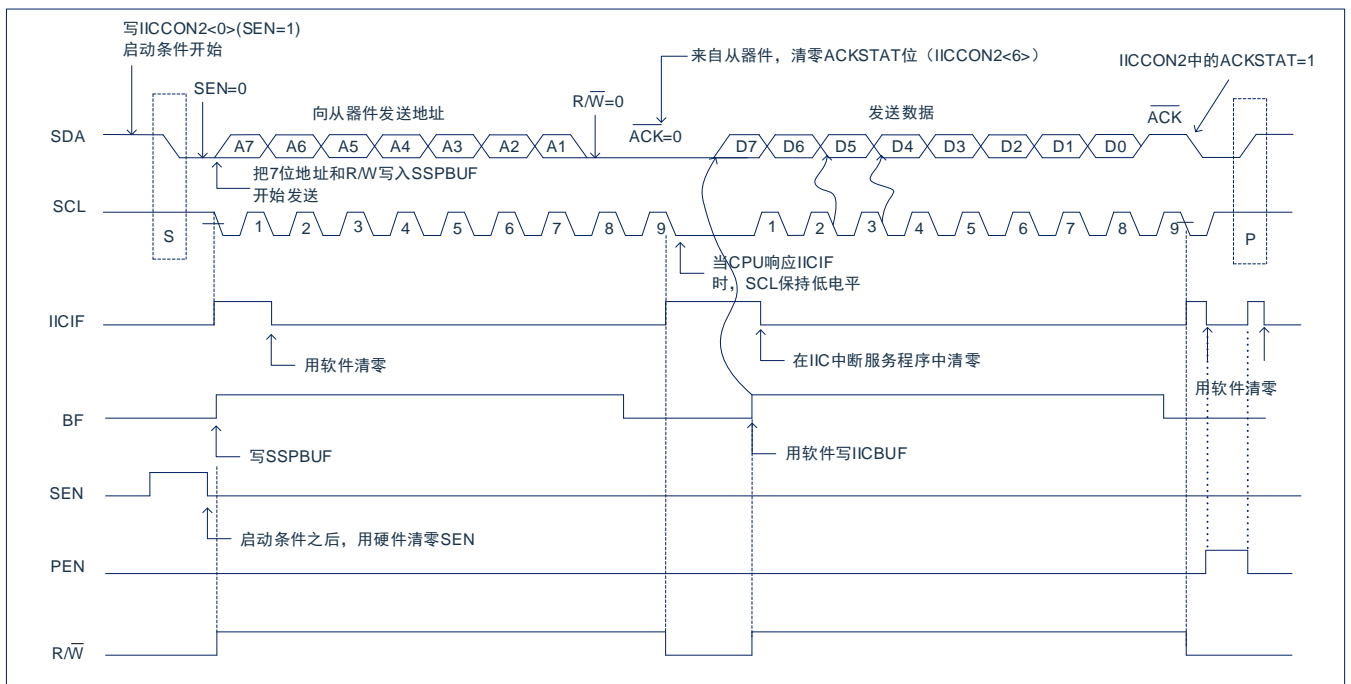 写IICCON2<0>(SEN=1)
启动条件开始
来自从器件，清零ACKSTAT位（IICCON2<6>）
IICCON2中的ACKSTAT=1
SEN=0
向从器件发送地址
R/W=0
ACK=0
发送数据
ACK
SDA
A7 A6 A5 A4 A3 A2 A1
D7 D6 D5 D4 D3 D2 D1 D0
把7位地址和R/W写入SSPBUF
开始发送
SCL
S
1 2 3 4 5 6 7 8 9
1 2 3 4 5 6 7 8 9
P
当CPU响应IICIF
时，SCL保持低电平
IICIF
用软件清零
在IIC中断服务程序中清零
用软件清零
BF
写SSPBUF
用软件写IICBUF
SEN
启动条件之后，用硬件清零SEN
PEN
R/W